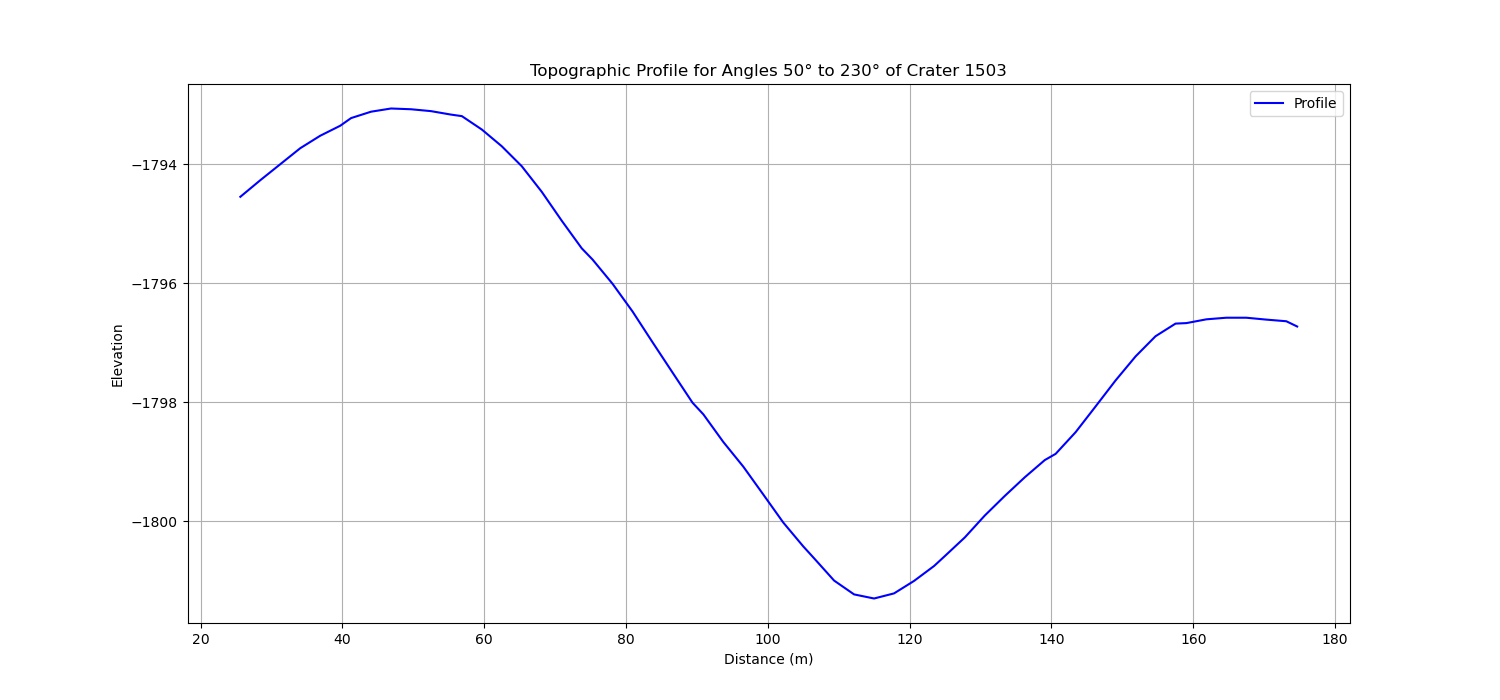 Topographic Profile for Angles 50° to 230° of Crater 1503
Profile
−1794
−1796
−1798
−1800
Elevation
20 40 60 80 100 120 140 160 180
Distance (m)